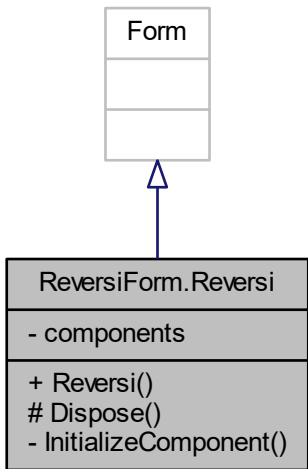 Form
ReversiForm.Reversi
- components
+ Reversi()
# Dispose()
- InitializeComponent()